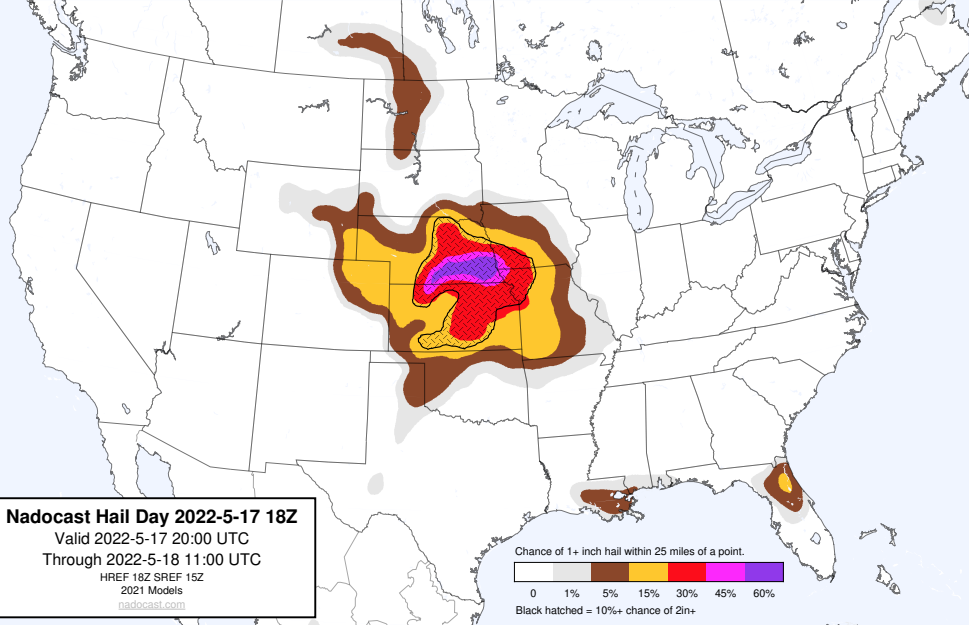 Nadocast Hail Day 2022-5-17 18Z
Valid 2022-5-17 20:00 UTC
Through 2022-5-18 11:00 UTC
HREF 18Z SREF 15Z
2021 Models
nadocast.com
Chance of 1+ inch hail within 25 miles of a point.
0 1% 5% 15% 30% 45% 60%
Black hatched = 10%+ chance of 2in+